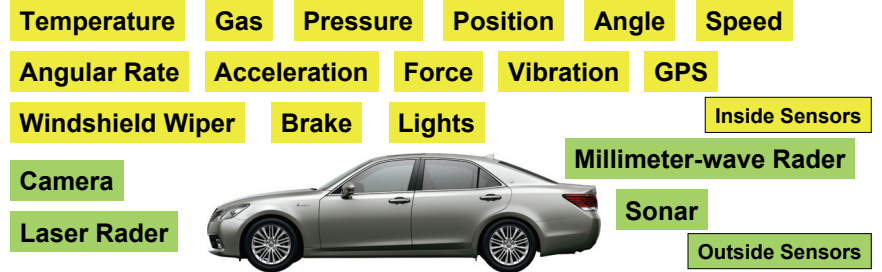 Temperature Gas Pressure Position Angle Speed
Angular Rate Acceleration Force Vibration GPS
Windshield Wiper Brake Lights Inside Sensors
Millimeter-wave Rader
Camera
Sonar
Laser Rader
Outside Sensors